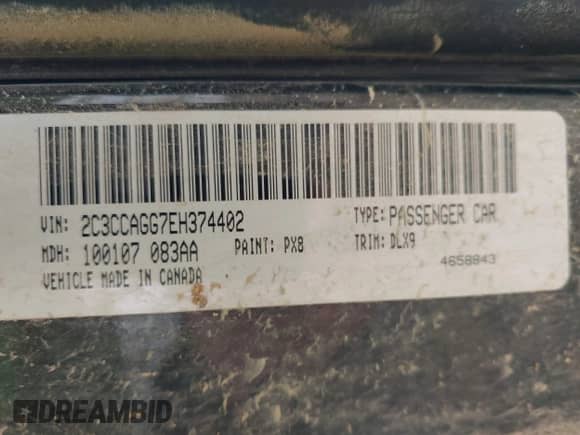 VIN: 2C3CCAGG7EH374402 TYPE: PASSENGER CAR
MDH: 100107 083AA PAINT: PX8 TRIM: DLX9
VEHICLE MADE IN CANADA 4658843
DREAMBID